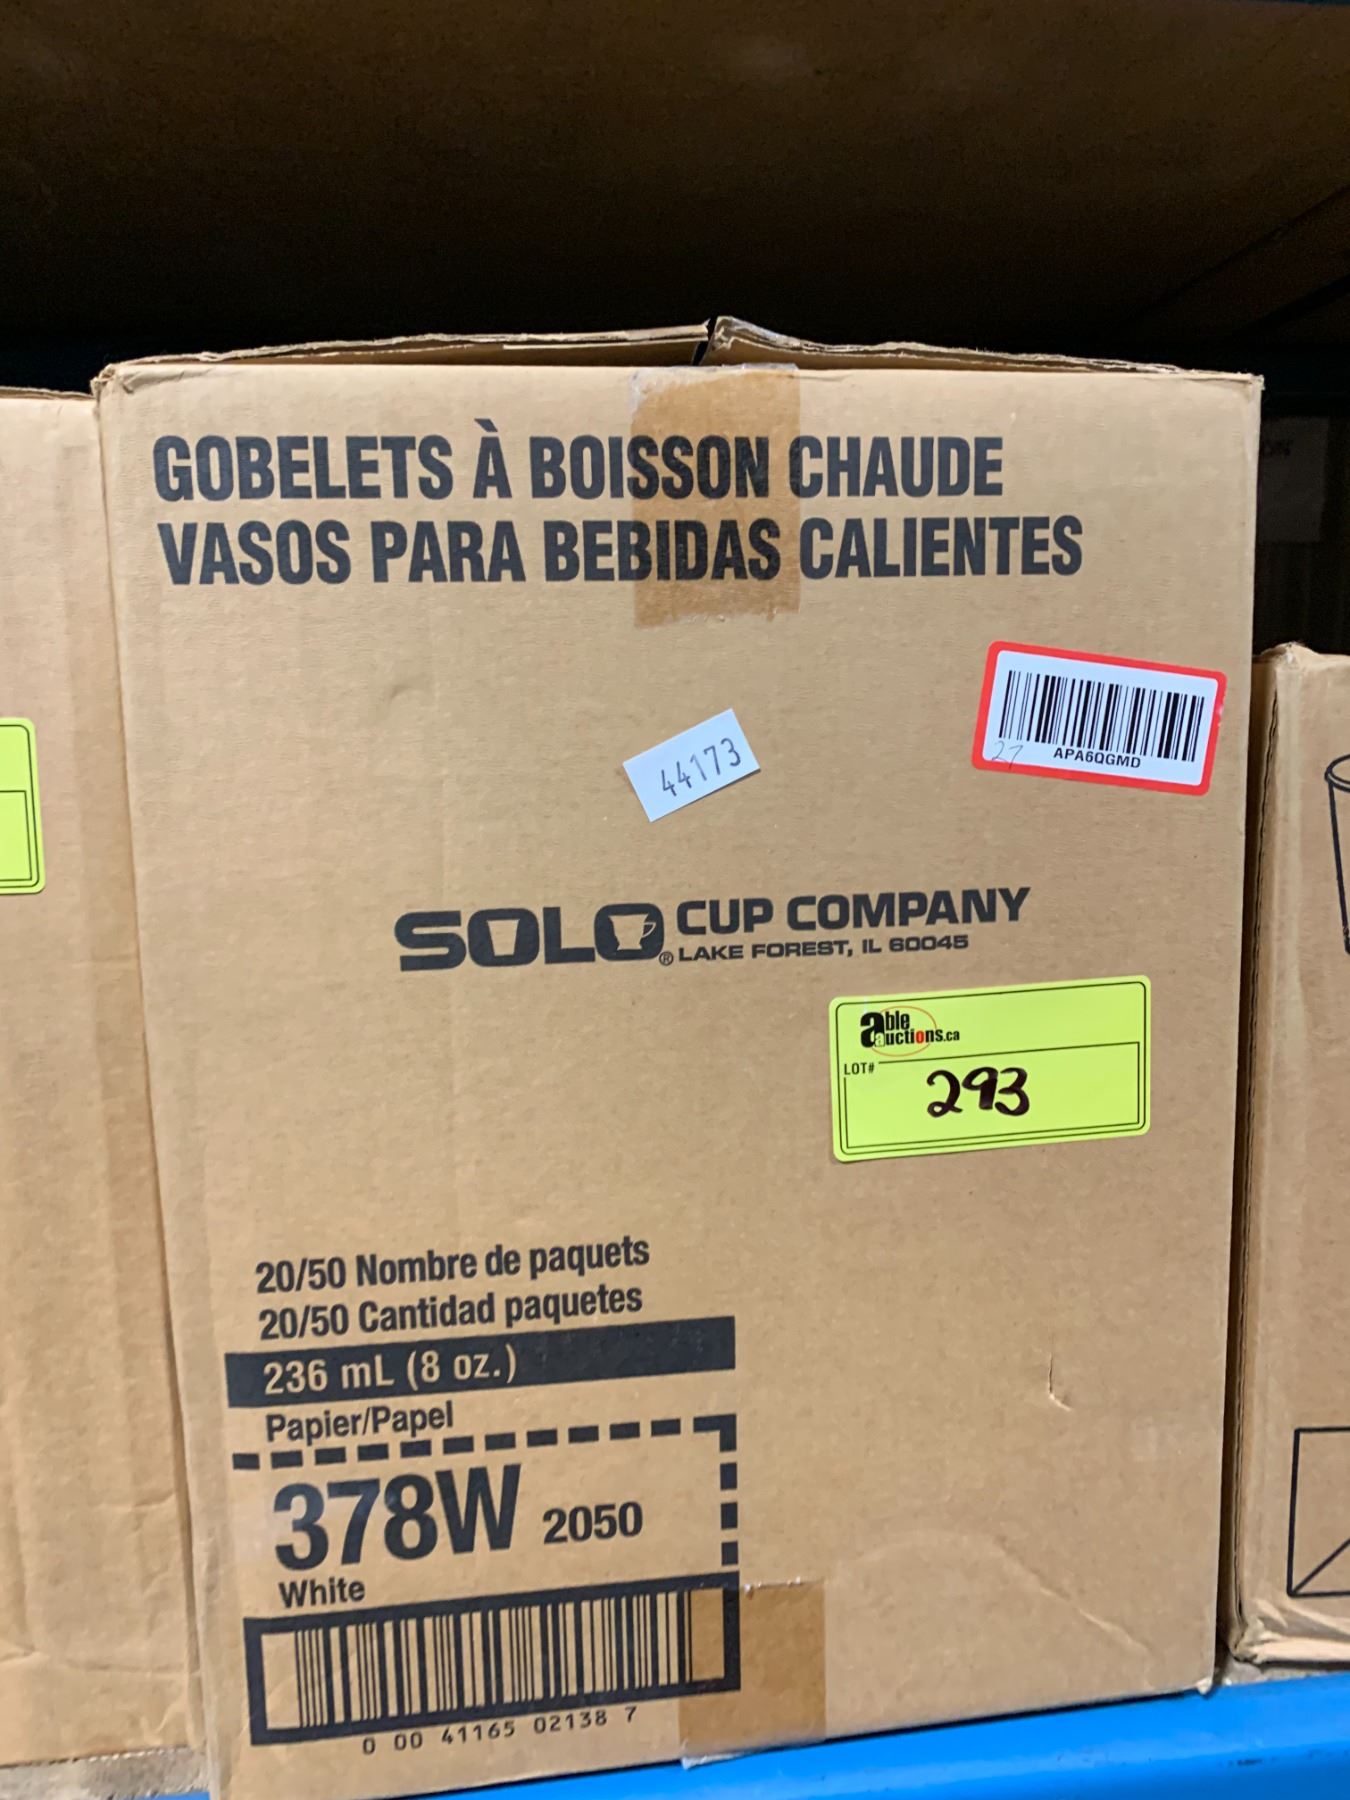 GOBELETS À BOISSON CHAUDE
VASOS PARA BEBIDAS CALIENTES
27 APA6QGMD
44173
SOLO® CUP COMPANY
LAKE FOREST, IL 60045
able
auctions.ca
LOT#
293
20/50 Nombre de paquets
20/50 Cantidad paquetes
236 mL (8 oz.)
Papier/Papel
378W 2050
White
0 00 41165 02138 7